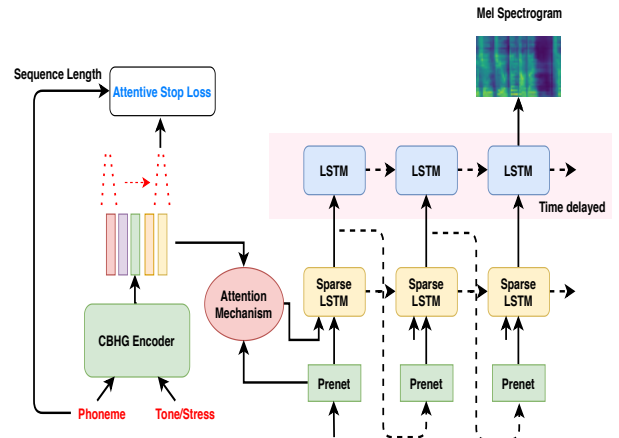 Mel Spectrogram
Sequence Length
Attentive Stop Loss
LSTM
LSTM
LSTM
Time delayed
Attention
Mechanism
Sparse
LSTM
Sparse
LSTM
Sparse
LSTM
CBHG Encoder
Prenet
Prenet
Prenet
Phoneme
Tone/Stress